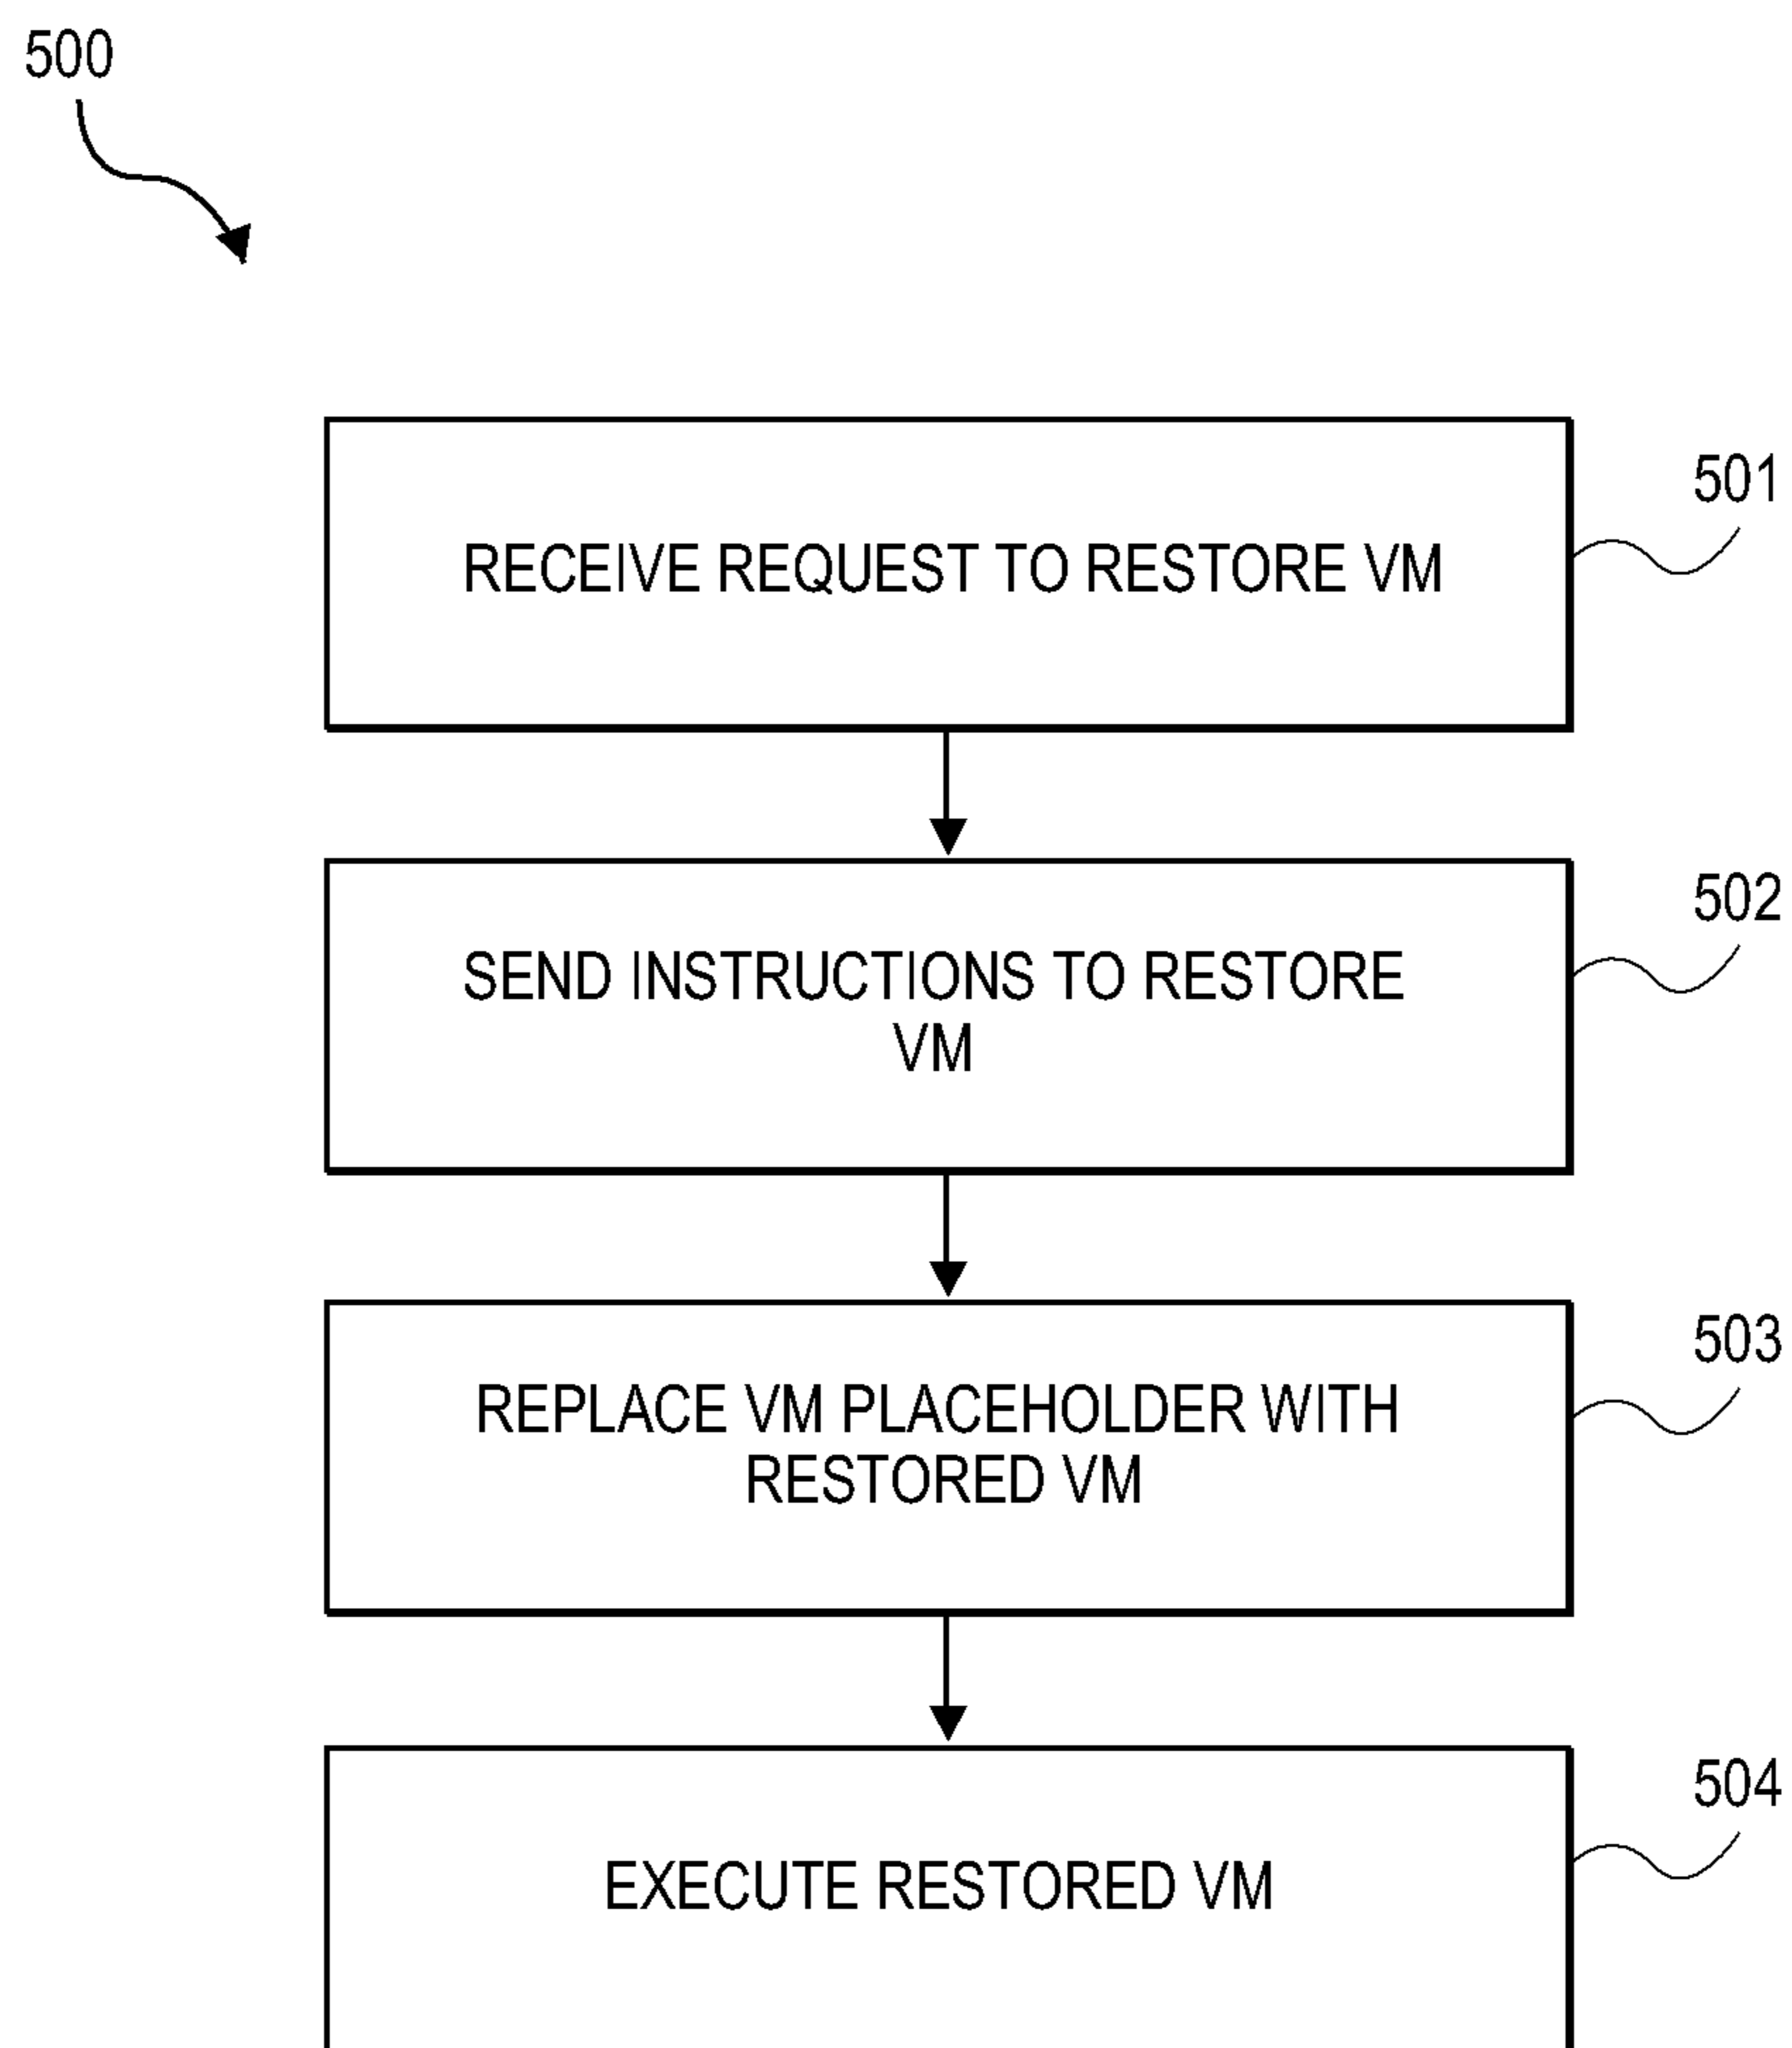 500
501
RECEIVE REQUEST TO RESTORE VM
502
SEND INSTRUCTIONS TO RESTORE
VM
503
REPLACE VM PLACEHOLDER WITH
RESTORED VM
504
EXECUTE RESTORED VM